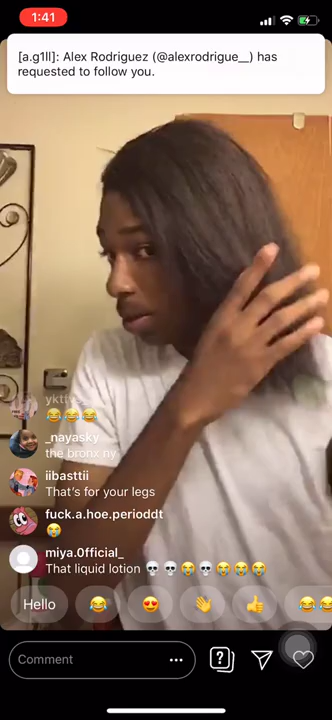 1:41
[a.g1ll]: Alex Rodriguez (@alexrodrigue__) has
requested to follow you.
😂😂😂
_nayasky
the bronx ny
iibasttii
That's for your legs
fuck.a.hoe.perioddt
😭
miya.0fficial_
That liquid lotion 💀💀😭💀😭😭😭
Hello 😂 😍 👋 👍 😂😂
Comment